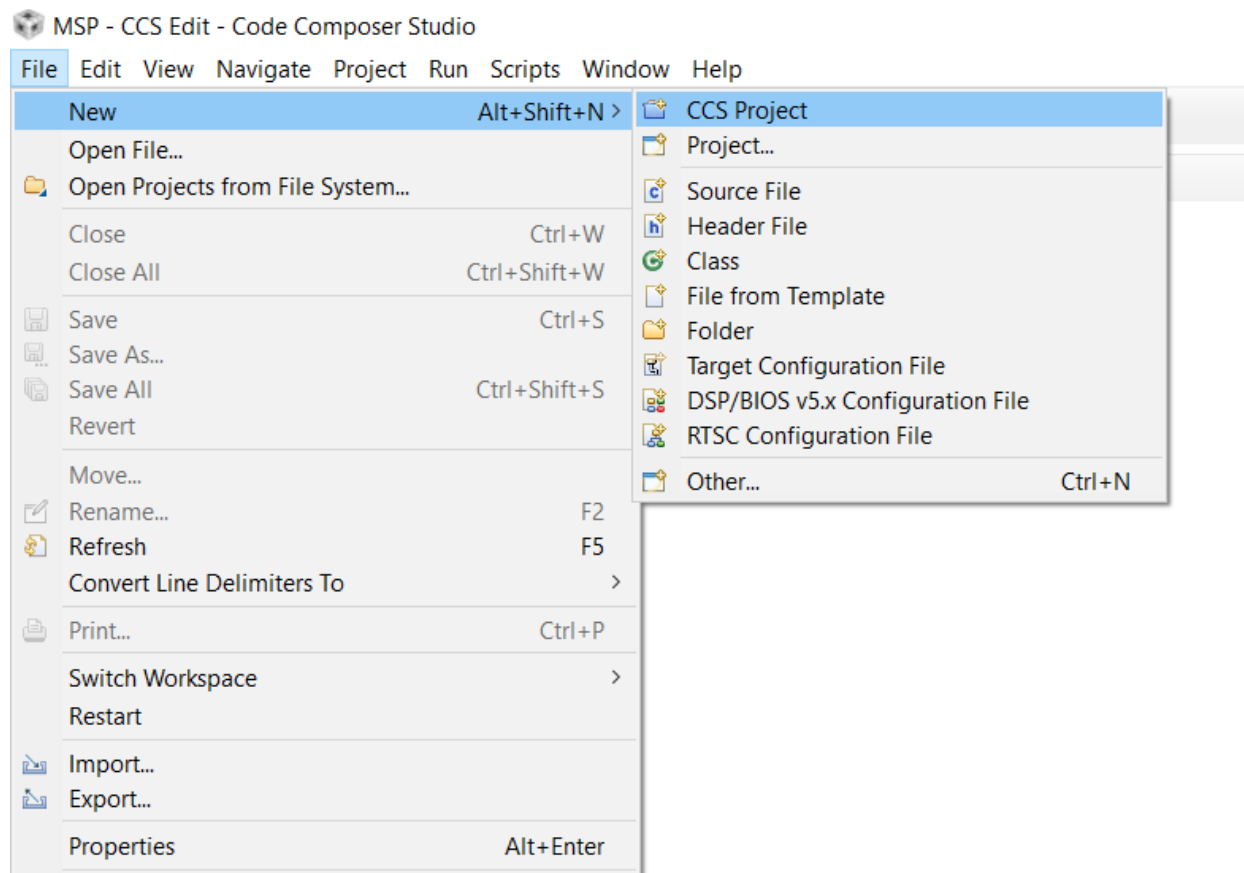 MSP - CCS Edit - Code Composer Studio
File Edit View Navigate Project Run Scripts Window Help
New Alt+Shift+N >
Open File...
Open Projects from File System...
Close Ctrl+W
Close All Ctrl+Shift+W
Save Ctrl+S
Save As...
Save All Ctrl+Shift+S
Revert
Move...
Rename... F2
Refresh F5
Convert Line Delimiters To >
Print... Ctrl+P
Switch Workspace >
Restart
Import...
Export...
Properties Alt+Enter
CCS Project
Project...
Source File
Header File
Class
File from Template
Folder
Target Configuration File
DSP/BIOS v5.x Configuration File
RTSC Configuration File
Other... Ctrl+N